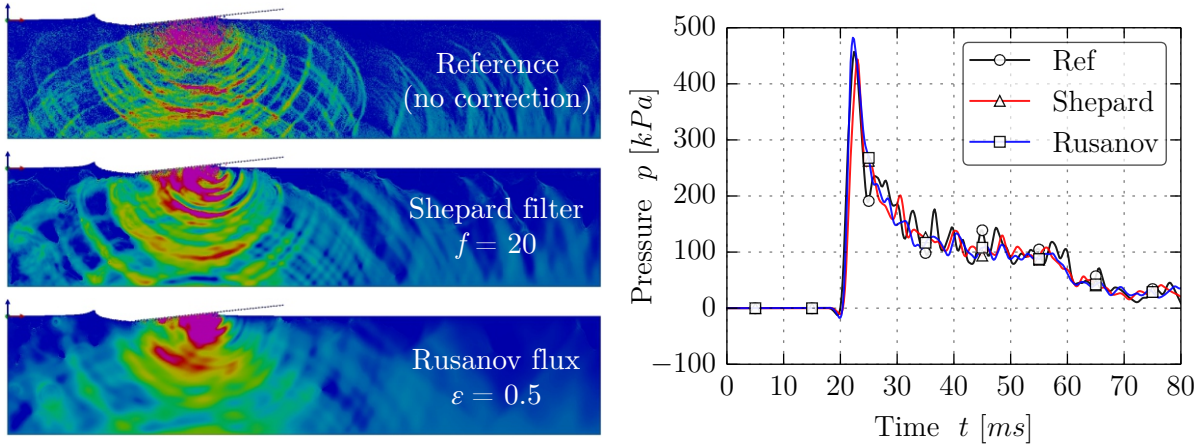 Reference
(no correction)
Shepard filter
f = 20
Rusanov flux
ε = 0.5
Pressure p [kPa]
500
400
300
200
100
0
−100
0 10 20 30 40 50 60 70 80
Time t [ms]
Ref
Shepard
Rusanov